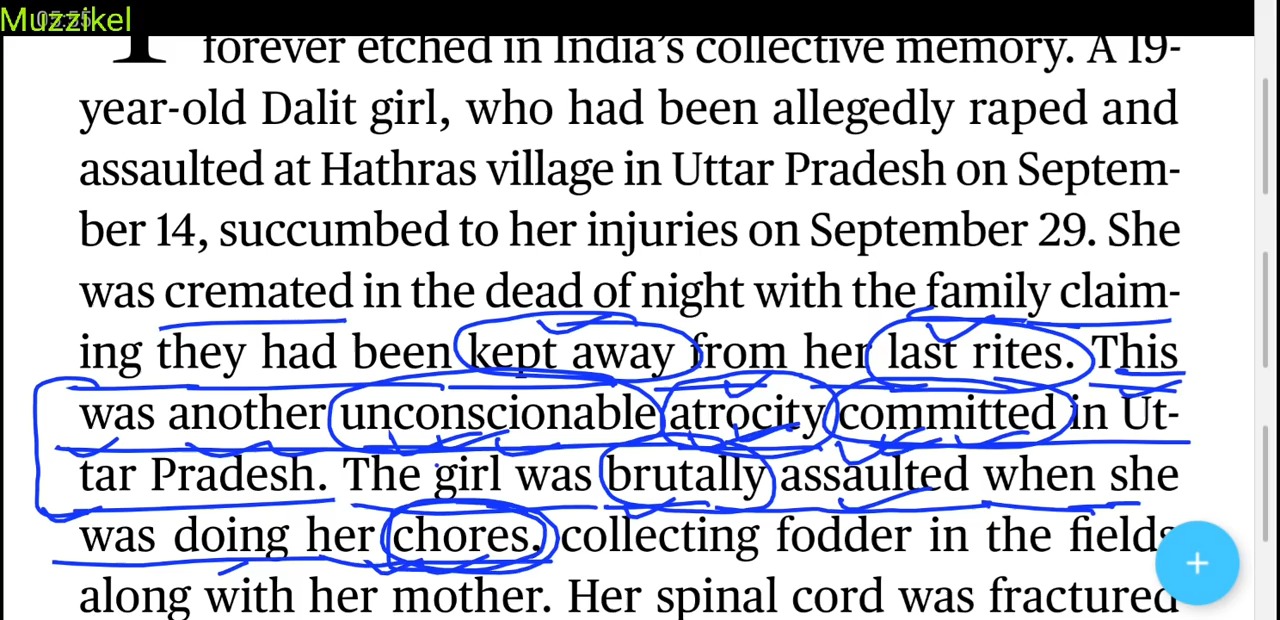 Muzzikel
forever etched in India's collective memory. A 19-
year-old Dalit girl, who had been allegedly raped and
assaulted at Hathras village in Uttar Pradesh on Septem-
ber 14, succumbed to her injuries on September 29. She
was cremated in the dead of night with the family claim-
ing they had been kept away from her last rites. This
was another unconscionable atrocity committed in Ut-
tar Pradesh. The girl was brutally assaulted when she
was doing her chores, collecting fodder in the fields
along with her mother. Her spinal cord was fractured